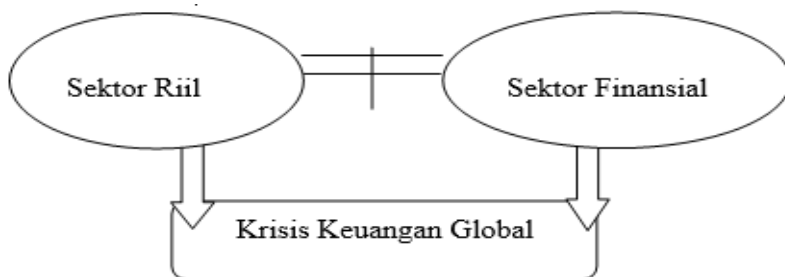 Sektor Riil
Sektor Finansial
Krisis Keuangan Global